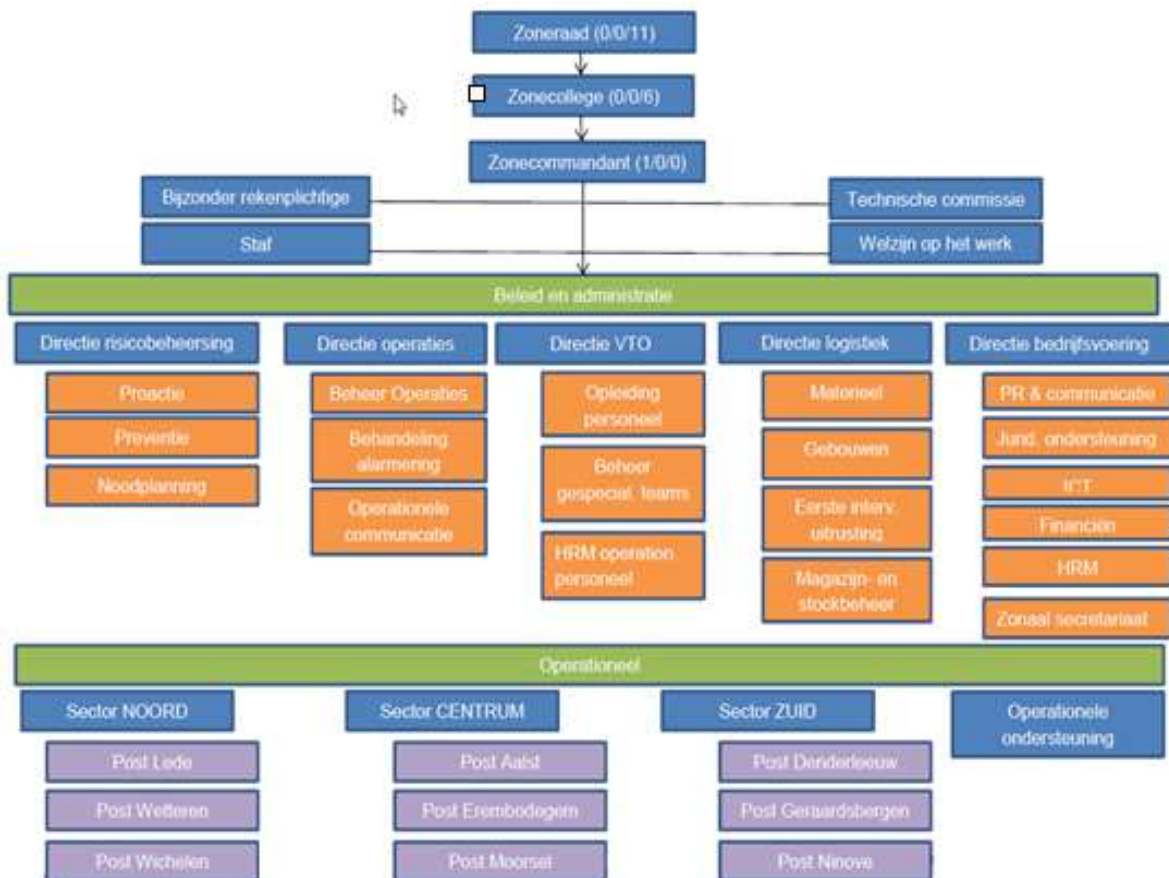 Zoneraad (0/0/11)
Zonecollege (0/0/6)
Zonecommandant (1/0/0)
Bijzonder rekenplichtige
Technische commissie
Staf
Welzijn op het werk
Beleid en administratie
Directie risicobeheersing
Proactie
Preventie
Noodplanning
Directie operaties
Beheer Operaties
Behandeling
alarmering
Operationele
communicatie
Directie VTO
Opleiding
personeel
Beheer
gespecial. teams
HRM operation
personeel
Directie logistiek
Materieel
Gebouwen
Eerste interv.
uitrusting
Magazijn- en
stockbeheer
Directie bedrijfsvoering
PR & communicatie
Jurid. ondersteuning
ICT
Financiën
HRM
Zonaal secretariaat
Operationeel
Sector NOORD
Post Lede
Post Wetteren
Post Wichelen
Sector CENTRUM
Post Aalst
Post Erembodegem
Post Moorsel
Sector ZUID
Post Denderleeuw
Post Geraardsbergen
Post Ninove
Operationele
ondersteuning